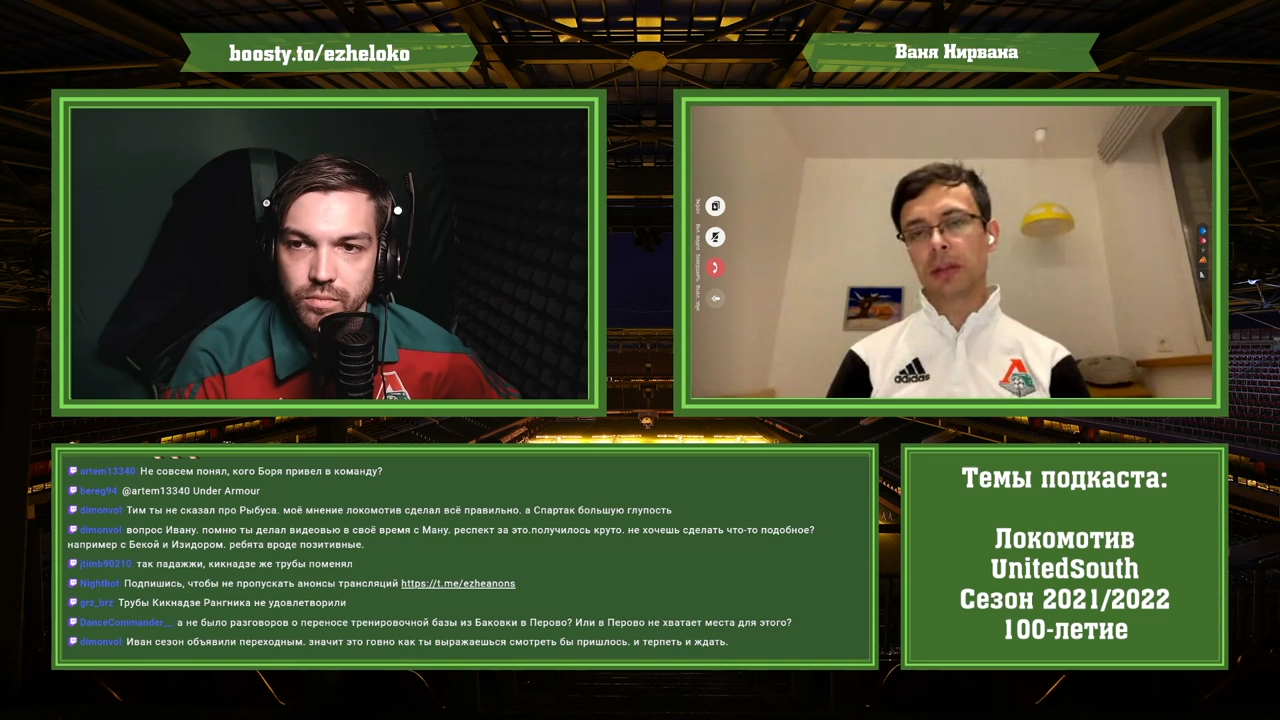 boosty.to/ezheloko
Ваня Нирвана
adidas
artem13340: Не совсем понял, кого Боря привел в команду?
bereg94: @artem13340 Under Armour
dimonvol: Тим ты не сказал про Рыбуса. моё мнение локомотив сделал всё правильно. а Спартак большую глупость
dimonvol: вопрос Ивану. помню ты делал видеовью в своё время с Ману. респект за это.получилось круто. не хочешь сделать что-то подобное?
например с Бекой и Изидором. ребята вроде позитивные.
jtimb90210: так падажжи, кикнадзе же трубы поменял
Nightbot: Подпишись, чтобы не пропускать анонсы трансляций https://t.me/ezheanons
grz_brz: Трубы Кикнадзе Рангника не удовлетворили
DanceCommander__: а не было разговоров о переносе тренировочной базы из Баковки в Перово? Или в Перово не хватает места для этого?
dimonvol: Иван сезон объявили переходным. значит это говно как ты выражаешься смотреть бы пришлось. и терпеть и ждать.
Темы подкаста:
Локомотив
UnitedSouth
Сезон 2021/2022
100-летие